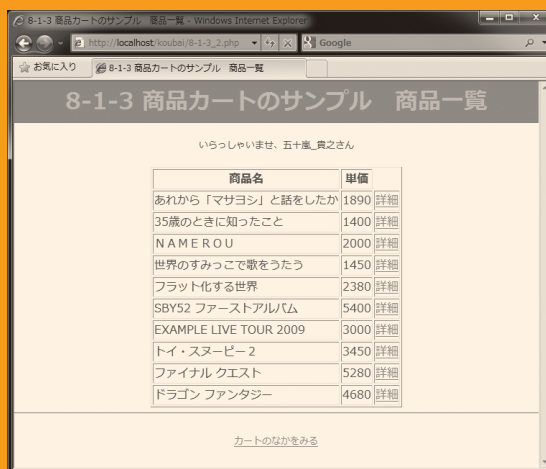 8-1-3 商品カートのサンプル　商品一覧 - Windows Internet Explorer
http://localhost/koubai/8-1-3_2.php Google
お気に入り 8-1-3 商品カートのサンプル　商品一覧
8-1-3 商品カートのサンプル　商品一覧
いらっしゃいませ、五十嵐_貴之さん
商品名 単価
あれから「マサヨシ」と話をしたか 1890 詳細
35歳のときに知ったこと 1400 詳細
ＮＡＭＥＲＯＵ 2000 詳細
世界のすみっこで歌をうたう 1450 詳細
フラット化する世界 2380 詳細
SBY52 ファーストアルバム 5400 詳細
EXAMPLE LIVE TOUR 2009 3000 詳細
トイ・スヌーピー２ 3450 詳細
ファイナル クエスト 5280 詳細
ドラゴン ファンタジー 4680 詳細
カートのなかをみる